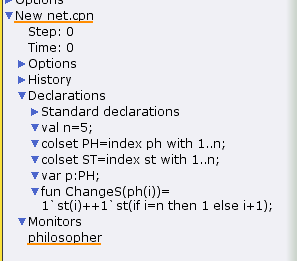 Options
New net.cpn
Step: 0
Time: 0
Options
History
Declarations
Standard declarations
val n=5;
colset PH=index ph with 1..n;
colset ST=index st with 1..n;
var p:PH;
fun ChangeS(ph(i))=
1`st(i)++1`st(if i=n then 1 else i+1);
Monitors
philosopher